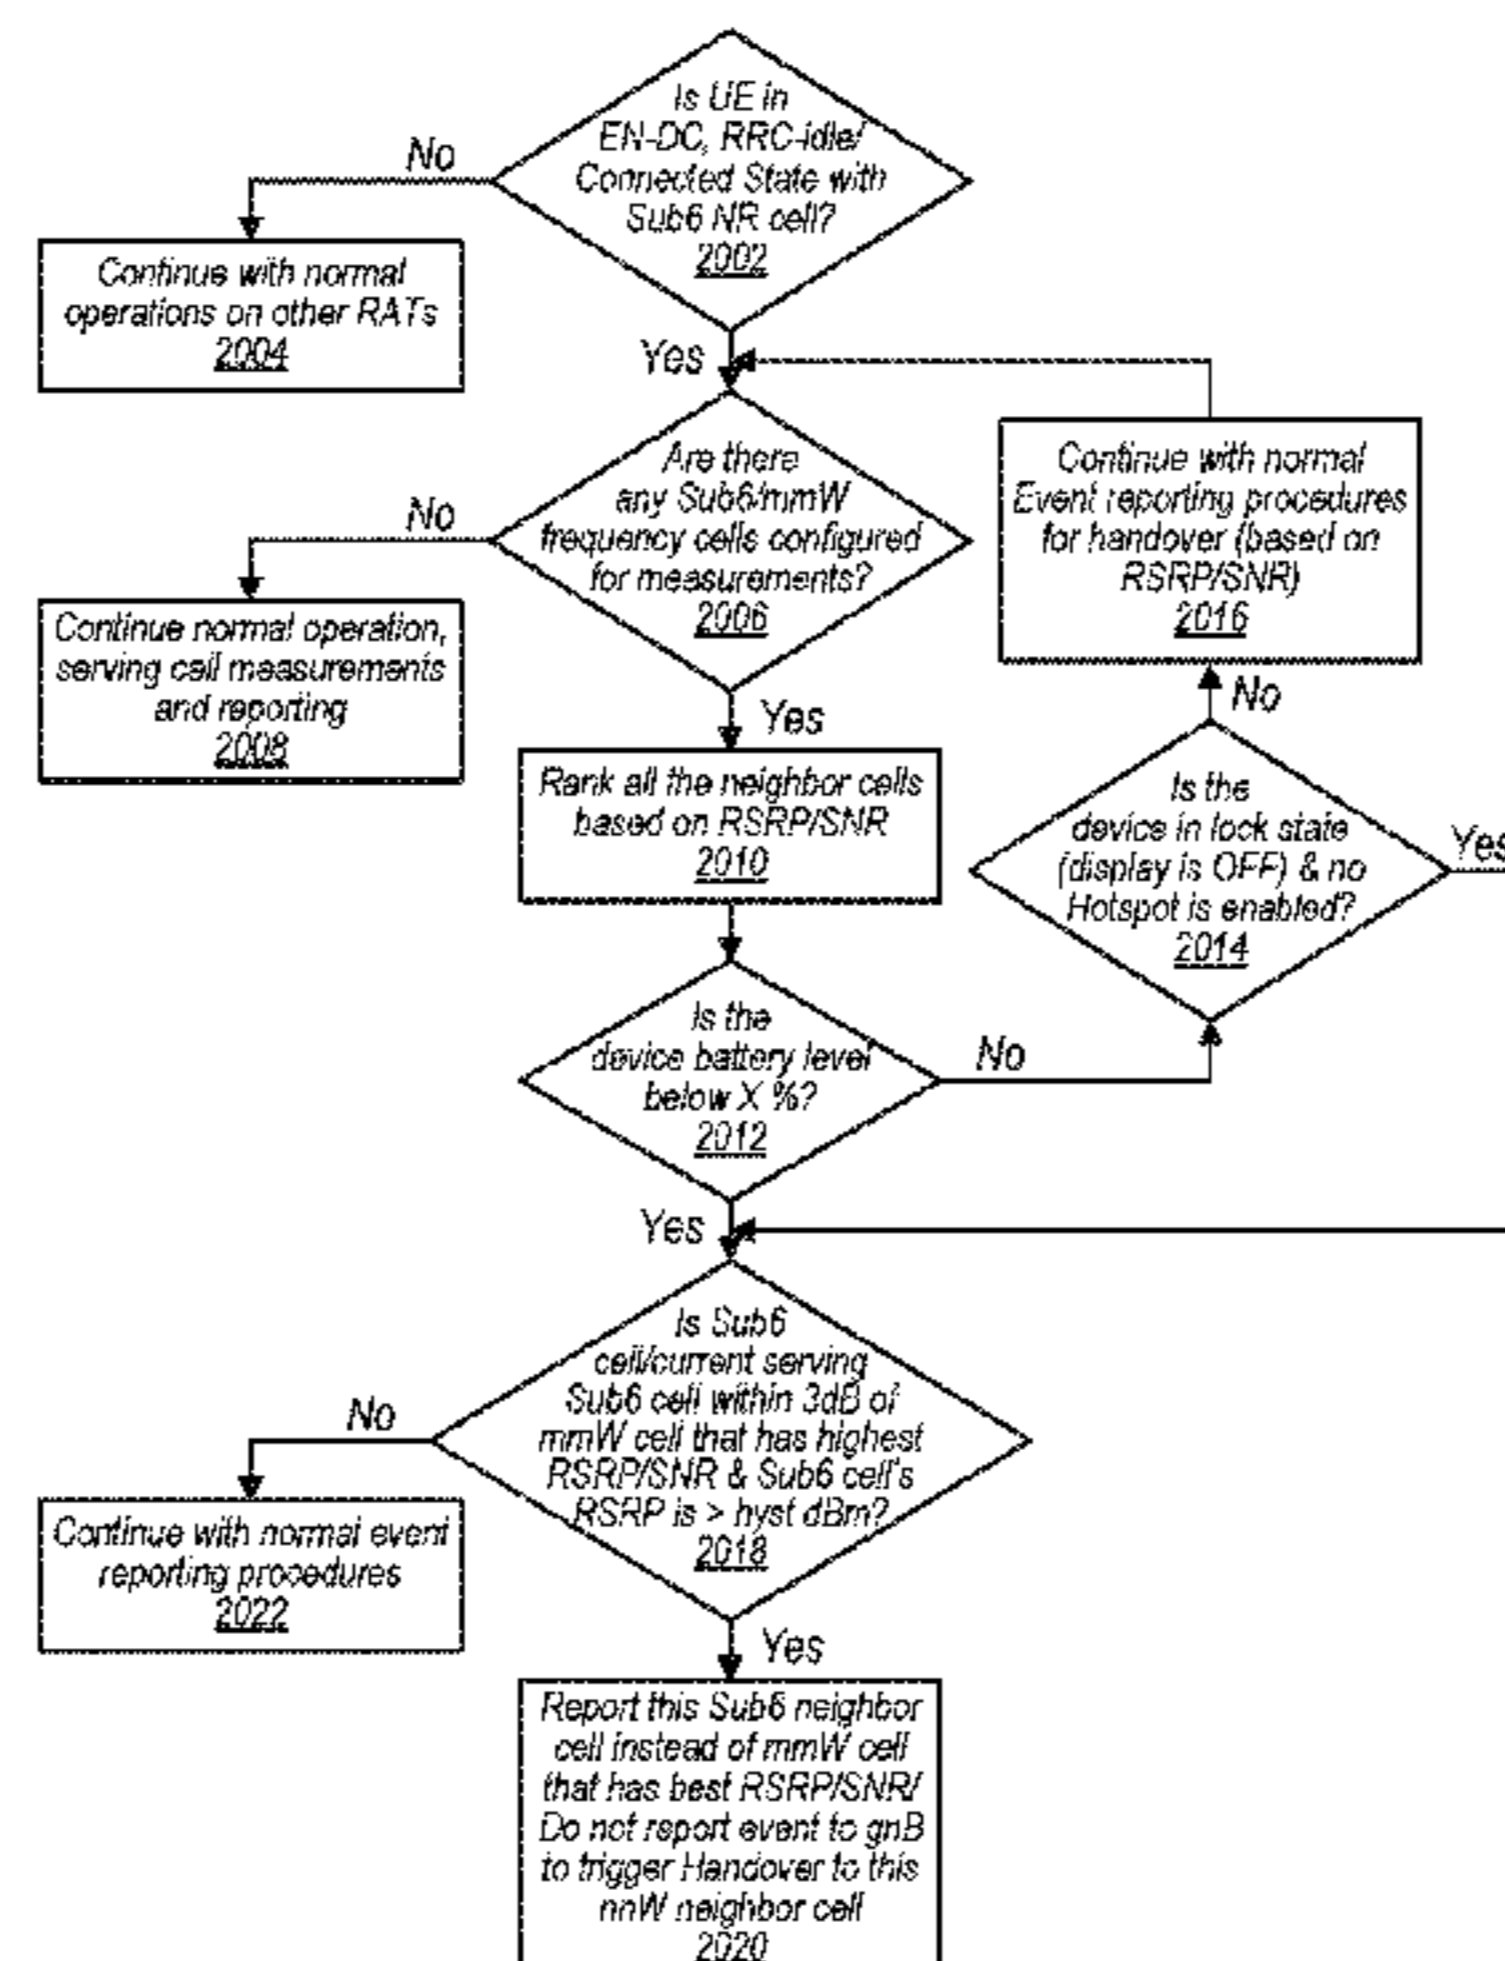 Is UE in
EN-DC, RRC-idle/
Connected State with
Sub6 NR cell?
2002
No
Continue with normal
operations on other RATs
2004
Yes
Are there
any Sub6/mmW
frequency cells configured
for measurements?
2006
No
Continue normal operation,
serving cell measurements
and reporting
2008
Yes
Rank all the neighbor cells
based on RSRP/SNR
2010
Is the
device battery level
below X %?
2012
No
Is the
device in lock state
(display is OFF) & no
Hotspot is enabled?
2014
Yes
No
Continue with normal
Event reporting procedures
for handover (based on
RSRP/SNR)
2016
Yes
Is Sub6
cell/current serving
Sub6 cell within 3dB of
mmW cell that has highest
RSRP/SNR & Sub6 cell's
RSRP is > hyst dBm?
2018
No
Continue with normal event
reporting procedures
2022
Yes
Report this Sub6 neighbor
cell instead of mmW cell
that has best RSRP/SNR/
Do not report event to gnB
to trigger Handover to this
nnW neighbor cell
2020